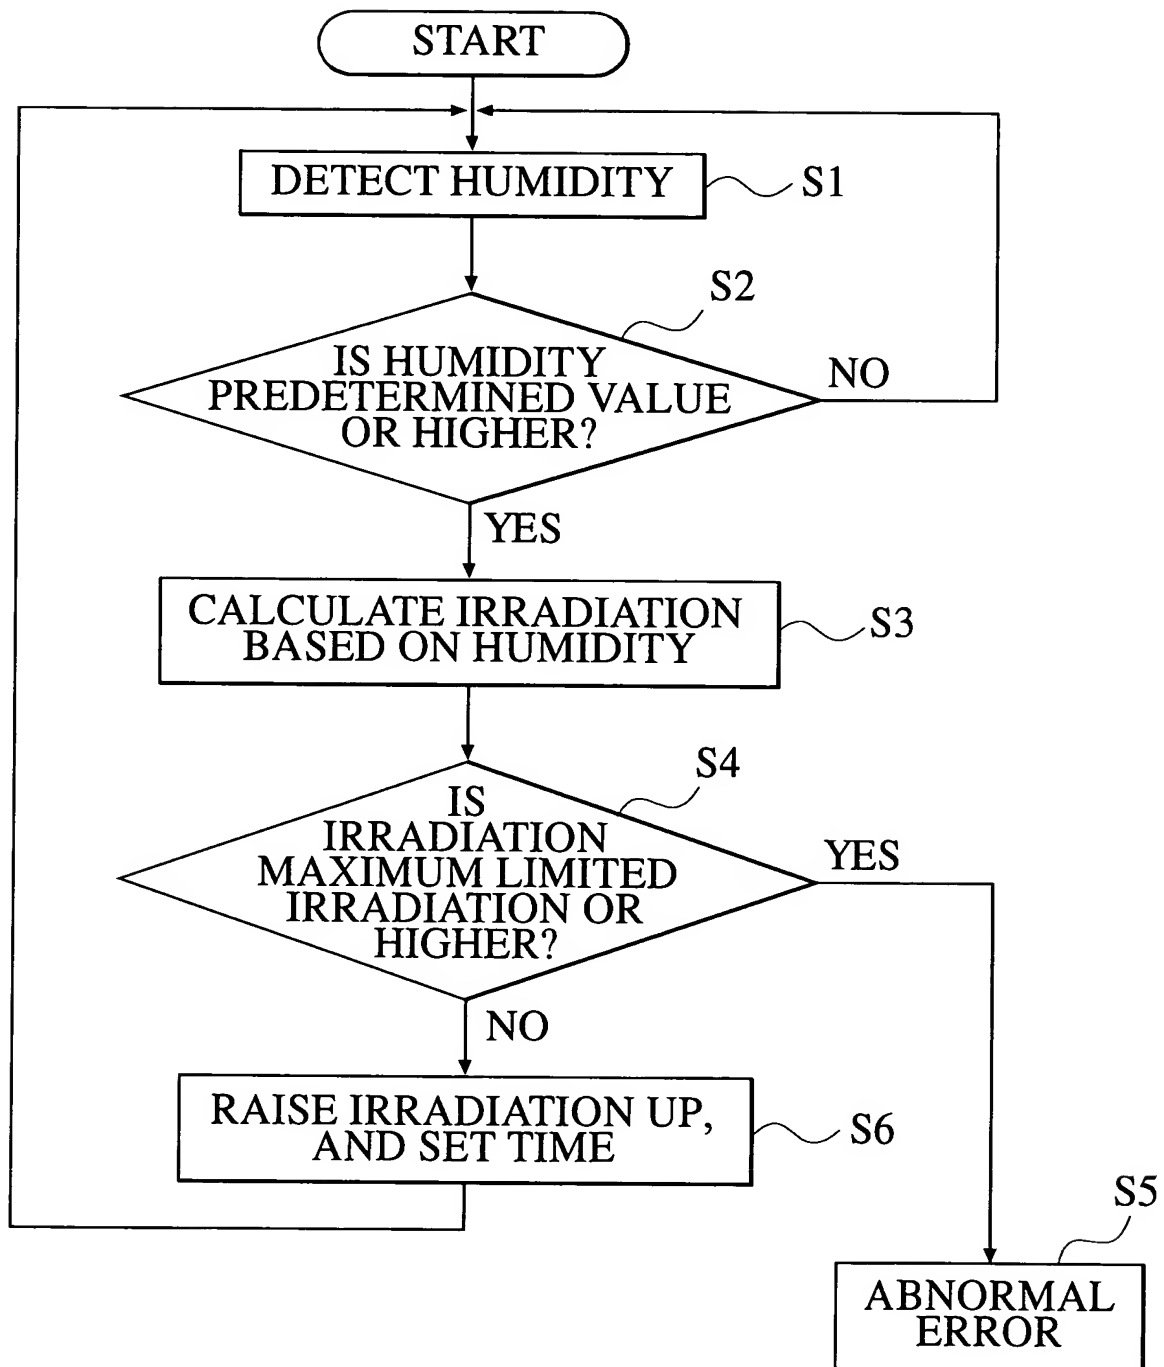 START
DETECT HUMIDITY
S1
S2
IS HUMIDITY
PREDETERMINED VALUE
OR HIGHER?
NO
YES
CALCULATE IRRADIATION
BASED ON HUMIDITY
S3
S4
IS
IRRADIATION
MAXIMUM LIMITED
IRRADIATION OR
HIGHER?
YES
NO
RAISE IRRADIATION UP,
AND SET TIME
S6
S5
ABNORMAL
ERROR